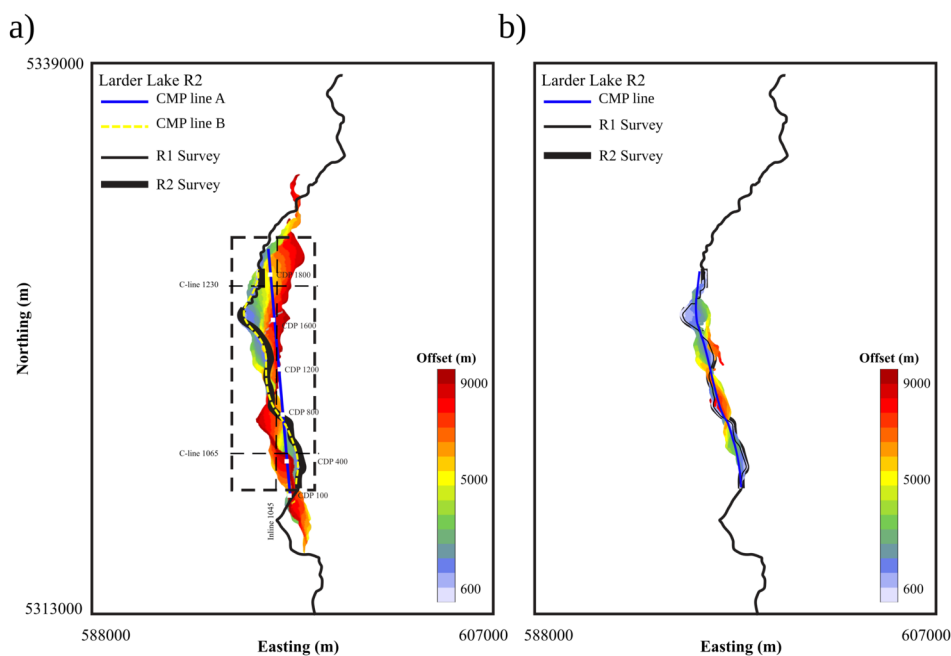 a)
5339000
Larder Lake R2
CMP line A
CMP line B
R1 Survey
R2 Survey
CDP 1800
C-line 1230
CDP 1600
CDP 1200
CDP 800
C-line 1065
CDP 400
CDP 100
Inline 1045
Northing (m)
Offset (m)
9000
5000
600
5313000
588000
Easting (m)
607000
b)
Larder Lake R2
CMP line
R1 Survey
R2 Survey
Offset (m)
9000
5000
600
588000
Easting (m)
607000